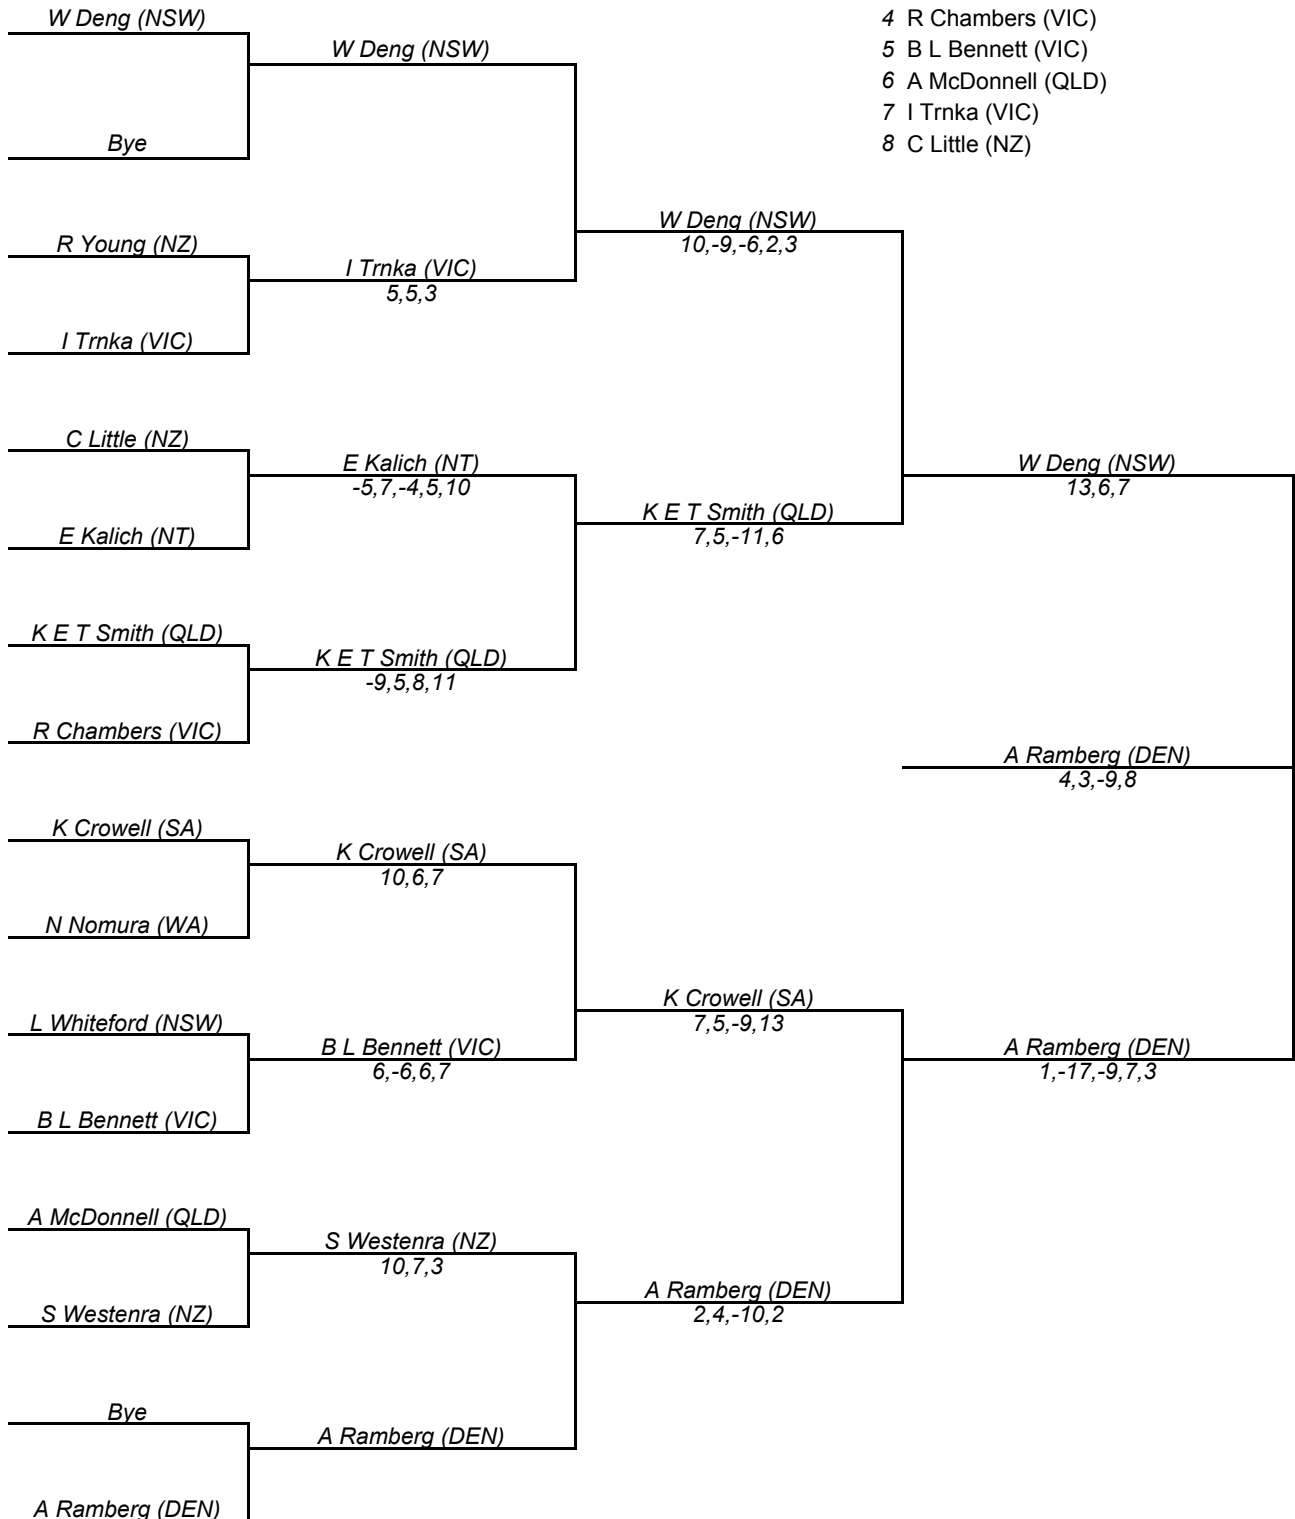 W Deng (NSW)
4 R Chambers (VIC)
W Deng (NSW)
5 B L Bennett (VIC)
6 A McDonnell (QLD)
7 I Trnka (VIC)
Bye
8 C Little (NZ)
W Deng (NSW)
R Young (NZ)
10,-9,-6,2,3
I Trnka (VIC)
5,5,3
I Trnka (VIC)
C Little (NZ)
E Kalich (NT)
W Deng (NSW)
-5,7,-4,5,10
13,6,7
K E T Smith (QLD)
E Kalich (NT)
7,5,-11,6
K E T Smith (QLD)
K E T Smith (QLD)
-9,5,8,11
R Chambers (VIC)
A Ramberg (DEN)
4,3,-9,8
K Crowell (SA)
K Crowell (SA)
10,6,7
N Nomura (WA)
K Crowell (SA)
L Whiteford (NSW)
7,5,-9,13
B L Bennett (VIC)
A Ramberg (DEN)
6,-6,6,7
1,-17,-9,7,3
B L Bennett (VIC)
A McDonnell (QLD)
S Westenra (NZ)
10,7,3
A Ramberg (DEN)
S Westenra (NZ)
2,4,-10,2
Bye
A Ramberg (DEN)
A Ramberg (DEN)